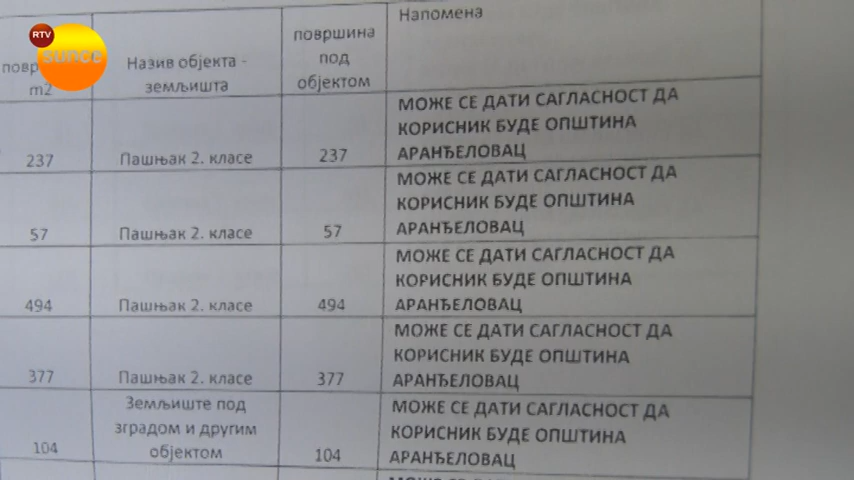 RTV
sunce
m2
Назив објекта -
земљишта
површина
под
објектом
Напомена
237
Пашњак 2. класе
237
МОЖЕ СЕ ДАТИ САГЛАСНОСТ ДА
КОРИСНИК БУДЕ ОПШТИНА
АРАНЂЕЛОВАЦ
57
Пашњак 2. класе
57
МОЖЕ СЕ ДАТИ САГЛАСНОСТ ДА
КОРИСНИК БУДЕ ОПШТИНА
АРАНЂЕЛОВАЦ
494
Пашњак 2. класе
494
МОЖЕ СЕ ДАТИ САГЛАСНОСТ ДА
КОРИСНИК БУДЕ ОПШТИНА
АРАНЂЕЛОВАЦ
377
Пашњак 2. класе
377
МОЖЕ СЕ ДАТИ САГЛАСНОСТ ДА
КОРИСНИК БУДЕ ОПШТИНА
АРАНЂЕЛОВАЦ
104
Земљиште под
зградом и другим
објектом
104
МОЖЕ СЕ ДАТИ САГЛАСНОСТ ДА
КОРИСНИК БУДЕ ОПШТИНА
АРАНЂЕЛОВАЦ